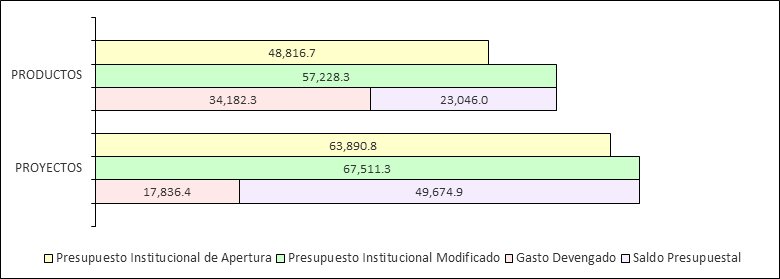 48,816.7
PRODUCTOS
57,228.3
34,182.3 23,046.0
63,890.8
PROYECTOS
67,511.3
17,836.4 49,674.9
Presupuesto Institucional de Apertura Presupuesto Institucional Modificado Gasto Devengado Saldo Presupuestal